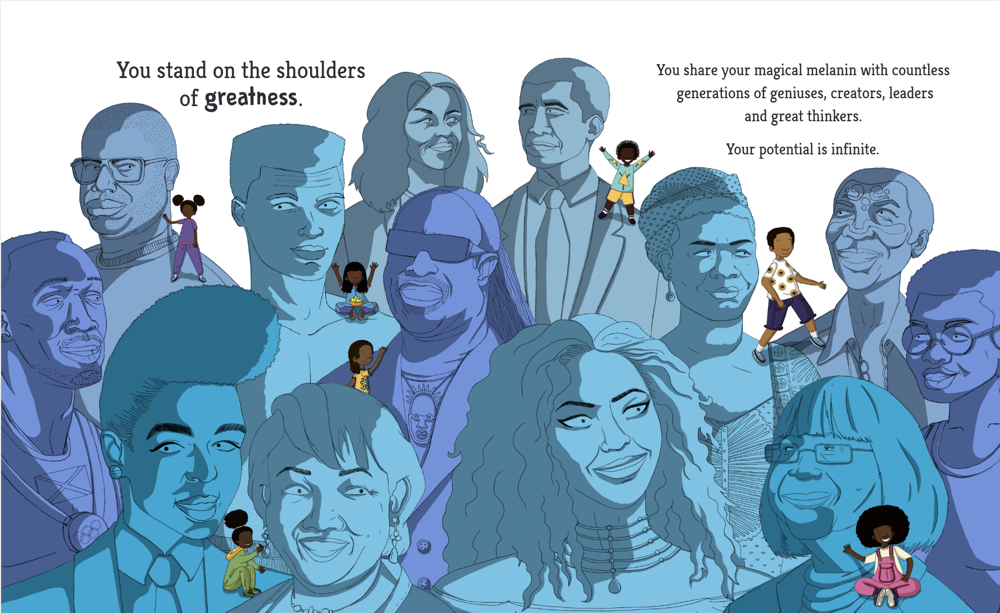 You stand on the shoulders
of greatness.
You share your magical melanin with countless
generations of geniuses, creators, leaders
and great thinkers.
Your potential is infinite.